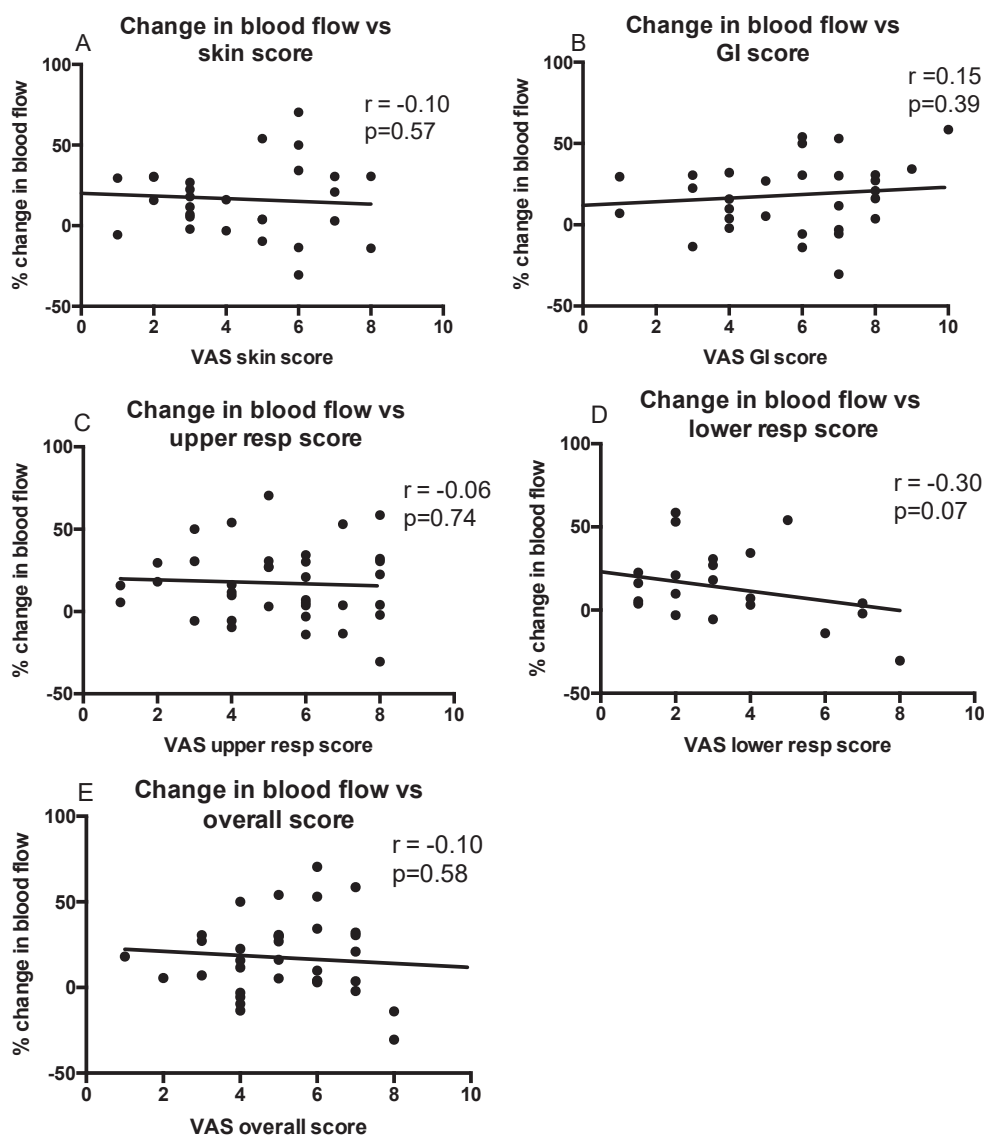 A
Change in blood flow vs
skin score
r = -0.10
p=0.57
% change in blood flow
100
50
0
-50
0 2 4 6 8 10
VAS skin score
B
Change in blood flow vs
GI score
r =0.15
p=0.39
% change in blood flow
100
50
0
-50
0 2 4 6 8 10
VAS GI score
C
Change in blood flow vs
upper resp score
r = -0.06
p=0.74
% change in blood flow
100
50
0
-50
0 2 4 6 8 10
VAS upper resp score
D
Change in blood flow vs
lower resp score
r = -0.30
p=0.07
% change in blood flow
100
50
0
-50
0 2 4 6 8 10
VAS lower resp score
E
Change in blood flow vs
overall score
r = -0.10
p=0.58
% change in blood flow
100
50
0
-50
0 2 4 6 8 10
VAS overall score